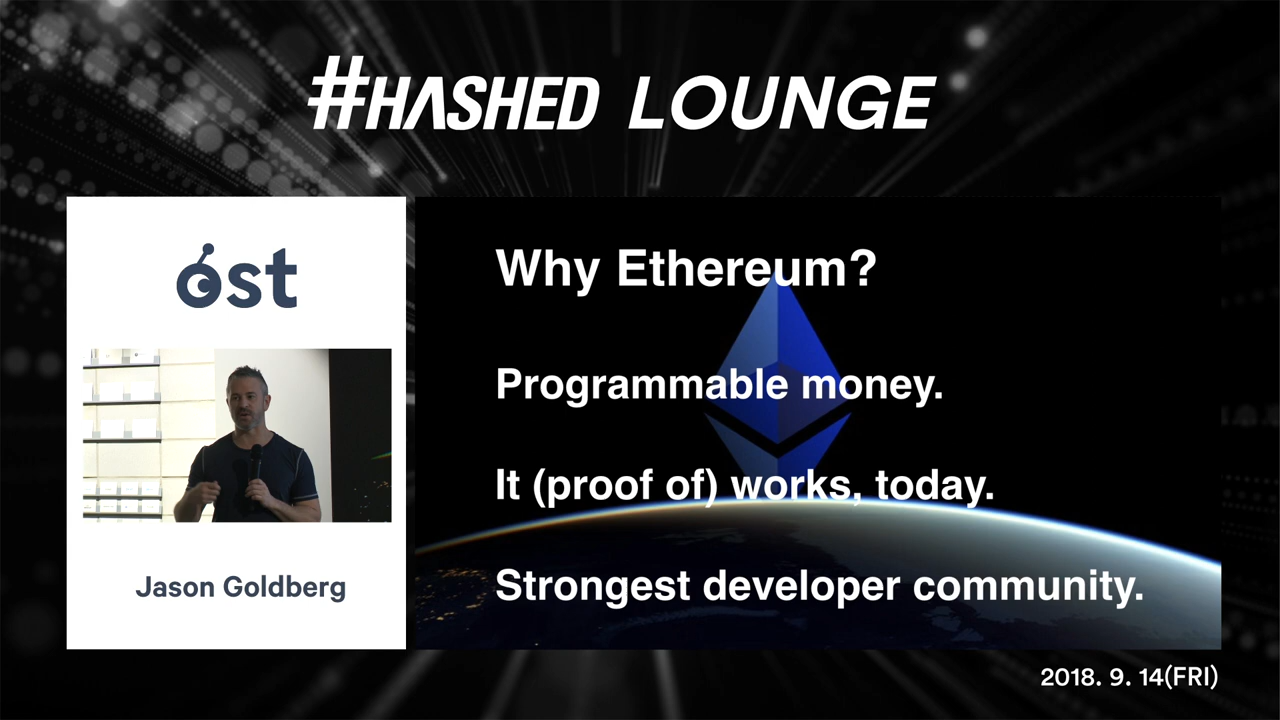 #HASHED LOUNGE
ost
Jason Goldberg
Why Ethereum?
Programmable money.
It (proof of) works, today.
Strongest developer community.
2018. 9. 14(FRI)